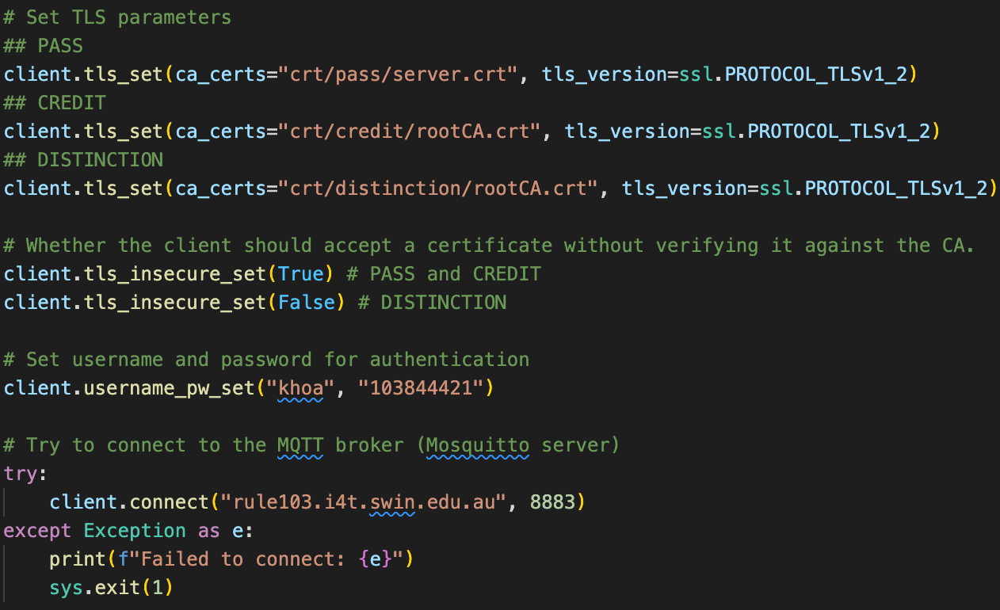 # Set TLS parameters
## PASS
client.tls_set(ca_certs="crt/pass/server.crt", tls_version=ssl.PROTOCOL_TLSv1_2)
## CREDIT
client.tls_set(ca_certs="crt/credit/rootCA.crt", tls_version=ssl.PROTOCOL_TLSv1_2)
## DISTINCTION
client.tls_set(ca_certs="crt/distinction/rootCA.crt", tls_version=ssl.PROTOCOL_TLSv1_2)
# Whether the client should accept a certificate without verifying it against the CA.
client.tls_insecure_set(True) # PASS and CREDIT
client.tls_insecure_set(False) # DISTINCTION
# Set username and password for authentication
client.username_pw_set("khoa", "103844421")
# Try to connect to the MQTT broker (Mosquitto server)
try:
    client.connect("rule103.i4t.swin.edu.au", 8883)
except Exception as e:
    print(f"Failed to connect: {e}")
    sys.exit(1)